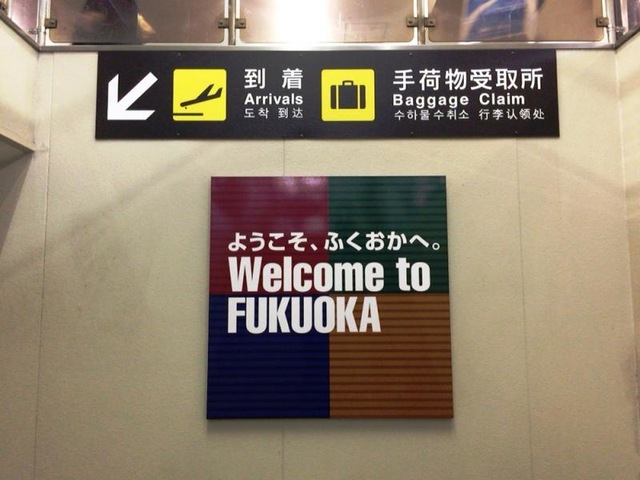 到着
Arrivals
도착 到达
手荷物受取所
Baggage Claim
수하물수취소 行李认领处
ようこそ、ふくおかへ。
Welcome to
FUKUOKA